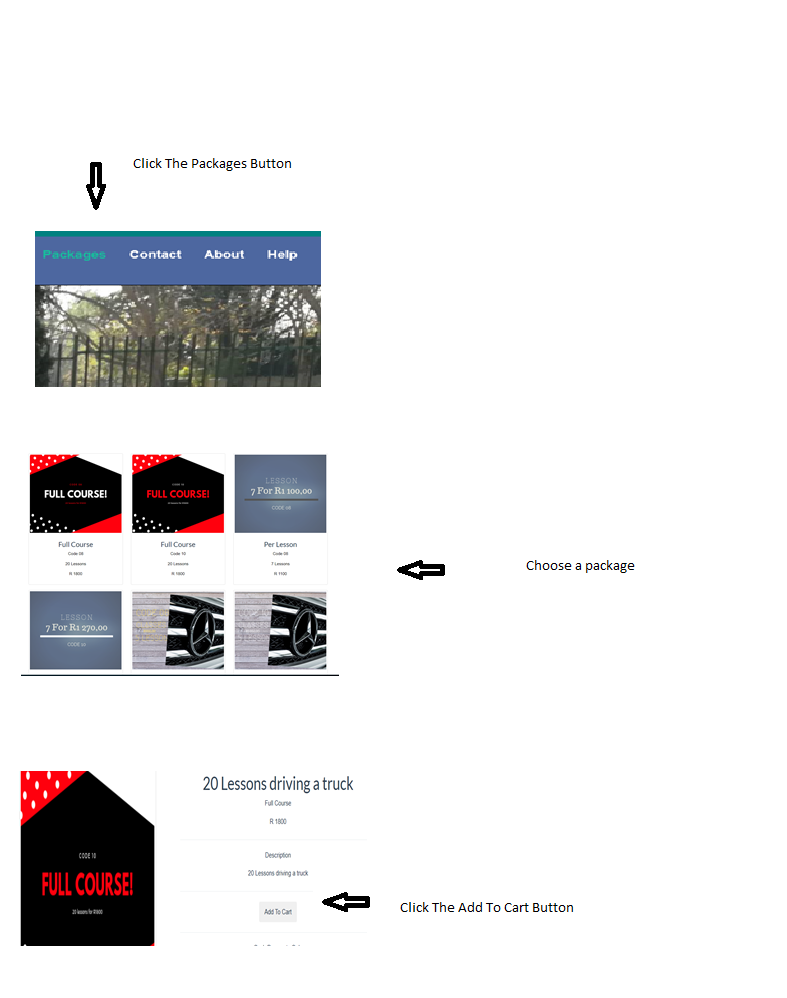 Click The Packages Button
Packages Contact About Help
FULL COURSE!
CODE 10
FULL COURSE!
LESSON
7 For R1 100,00
CODE 08
Full Course
Code 08
20 Lessons
R 1800
Full Course
Code 10
20 Lessons
R 1800
Per Lesson
Code 08
7 Lessons
R 1100
Choose a package
LESSON
7 For R1 270,00
CODE 10
20 Lessons driving a truck
Full Course
R 1800
Description
20 Lessons driving a truck
Add To Cart
CODE 10
FULL COURSE!
20 lessons for R1800
Click The Add To Cart Button